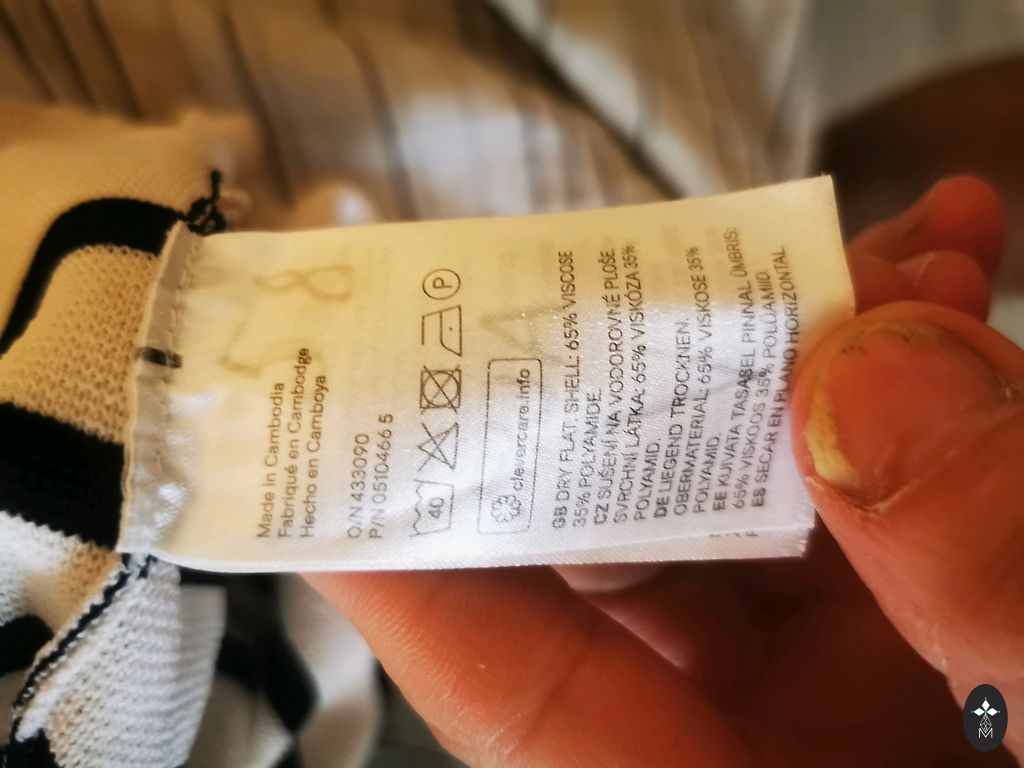 Made in Cambodia
Fabriqué en Cambodge
Hecho en Camboya
O/N 433090
P/N 0510466 5
40
P
clevercare.info
GB DRY FLAT. SHELL: 65% VISCOSE
35% POLYAMIDE.
CZ SUŠENÍ NA VODOROVNÉ PLOŠE
SVRCHNÍ LÁTKA: 65% VISKÓZA 35%
POLYAMID.
DE LIEGEND TROCKNEN.
OBERMATERIAL: 65% VISKOSE 35%
POLYAMID.
EE KUIVATA TASASEL PINNAL ÜMBRIS:
65% VISKOOS 35% POLÜAMIID.
ES SECAR EN PLANO HORIZONTAL
M